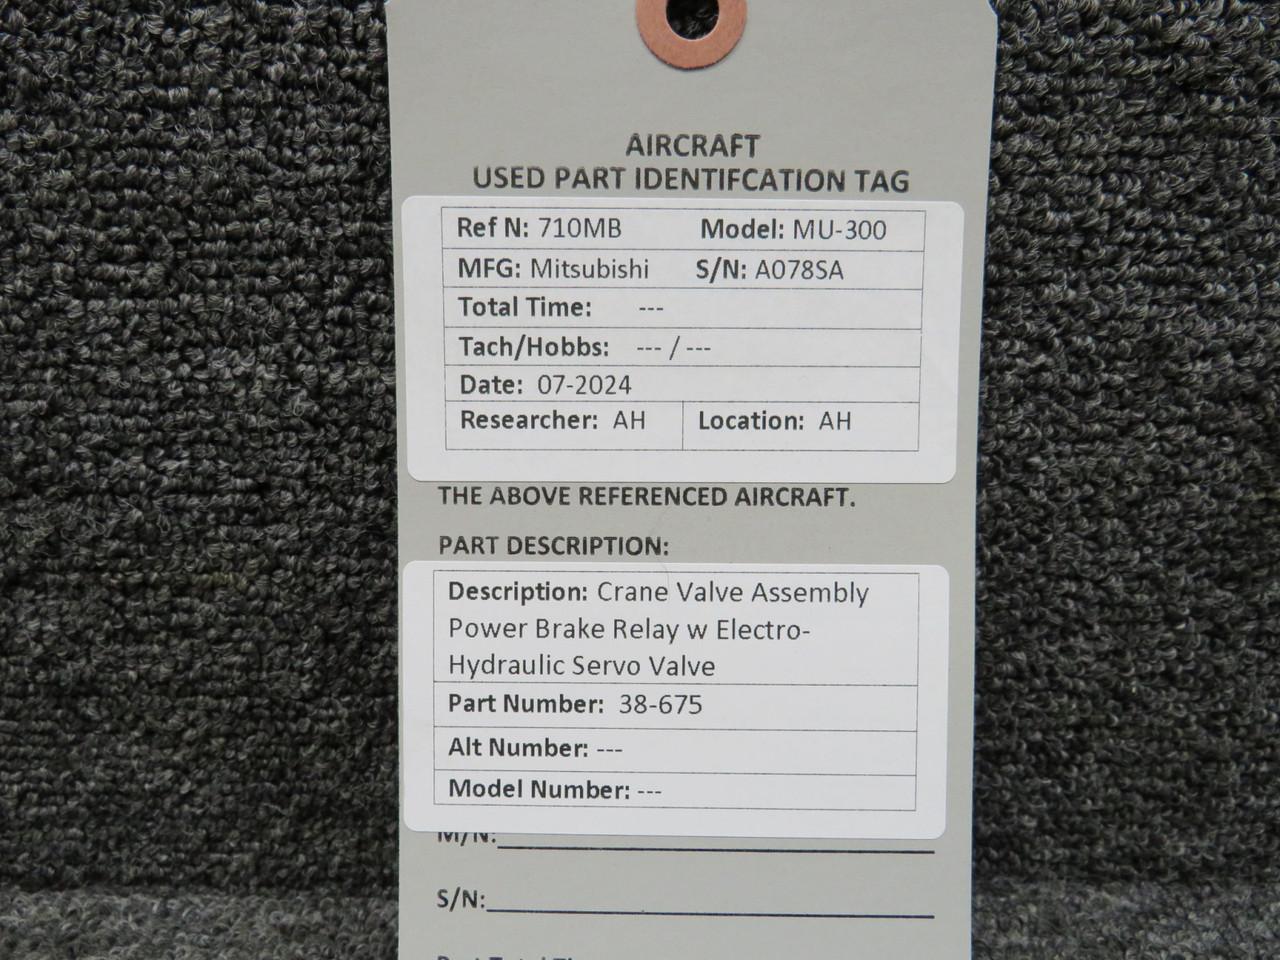 AIRCRAFT
USED PART IDENTIFCATION TAG
Ref N: 710MB Model: MU-300
MFG: Mitsubishi S/N: A078SA
Total Time: ---
Tach/Hobbs: --- / ---
Date: 07-2024
Researcher: AH Location: AH
THE ABOVE REFERENCED AIRCRAFT.
PART DESCRIPTION:
Description: Crane Valve Assembly
Power Brake Relay w Electro-
Hydraulic Servo Valve
Part Number: 38-675
Alt Number: ---
Model Number: ---
M/N:
S/N: